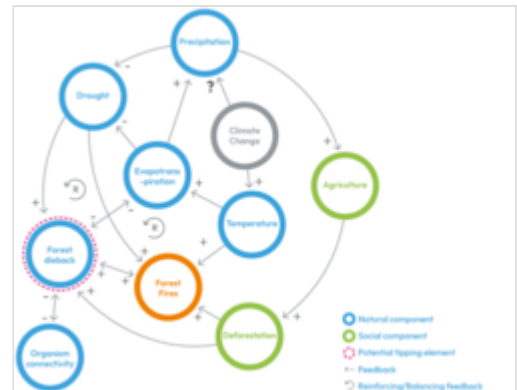 Precipitation
-
-
+
?
Drought
-
Climate
Change
+
Evapotrans
-piration
+
+
Agriculture
R
+
-
-
R
Temperature
+
+
Forest
dieback
+
+
+
Forest
Fires
+
Deforestation
+
-
-
Organism
connectivity
Natural component
Social component
Potential tipping element
+- Feedback
Reinforcing/Balancing feedback